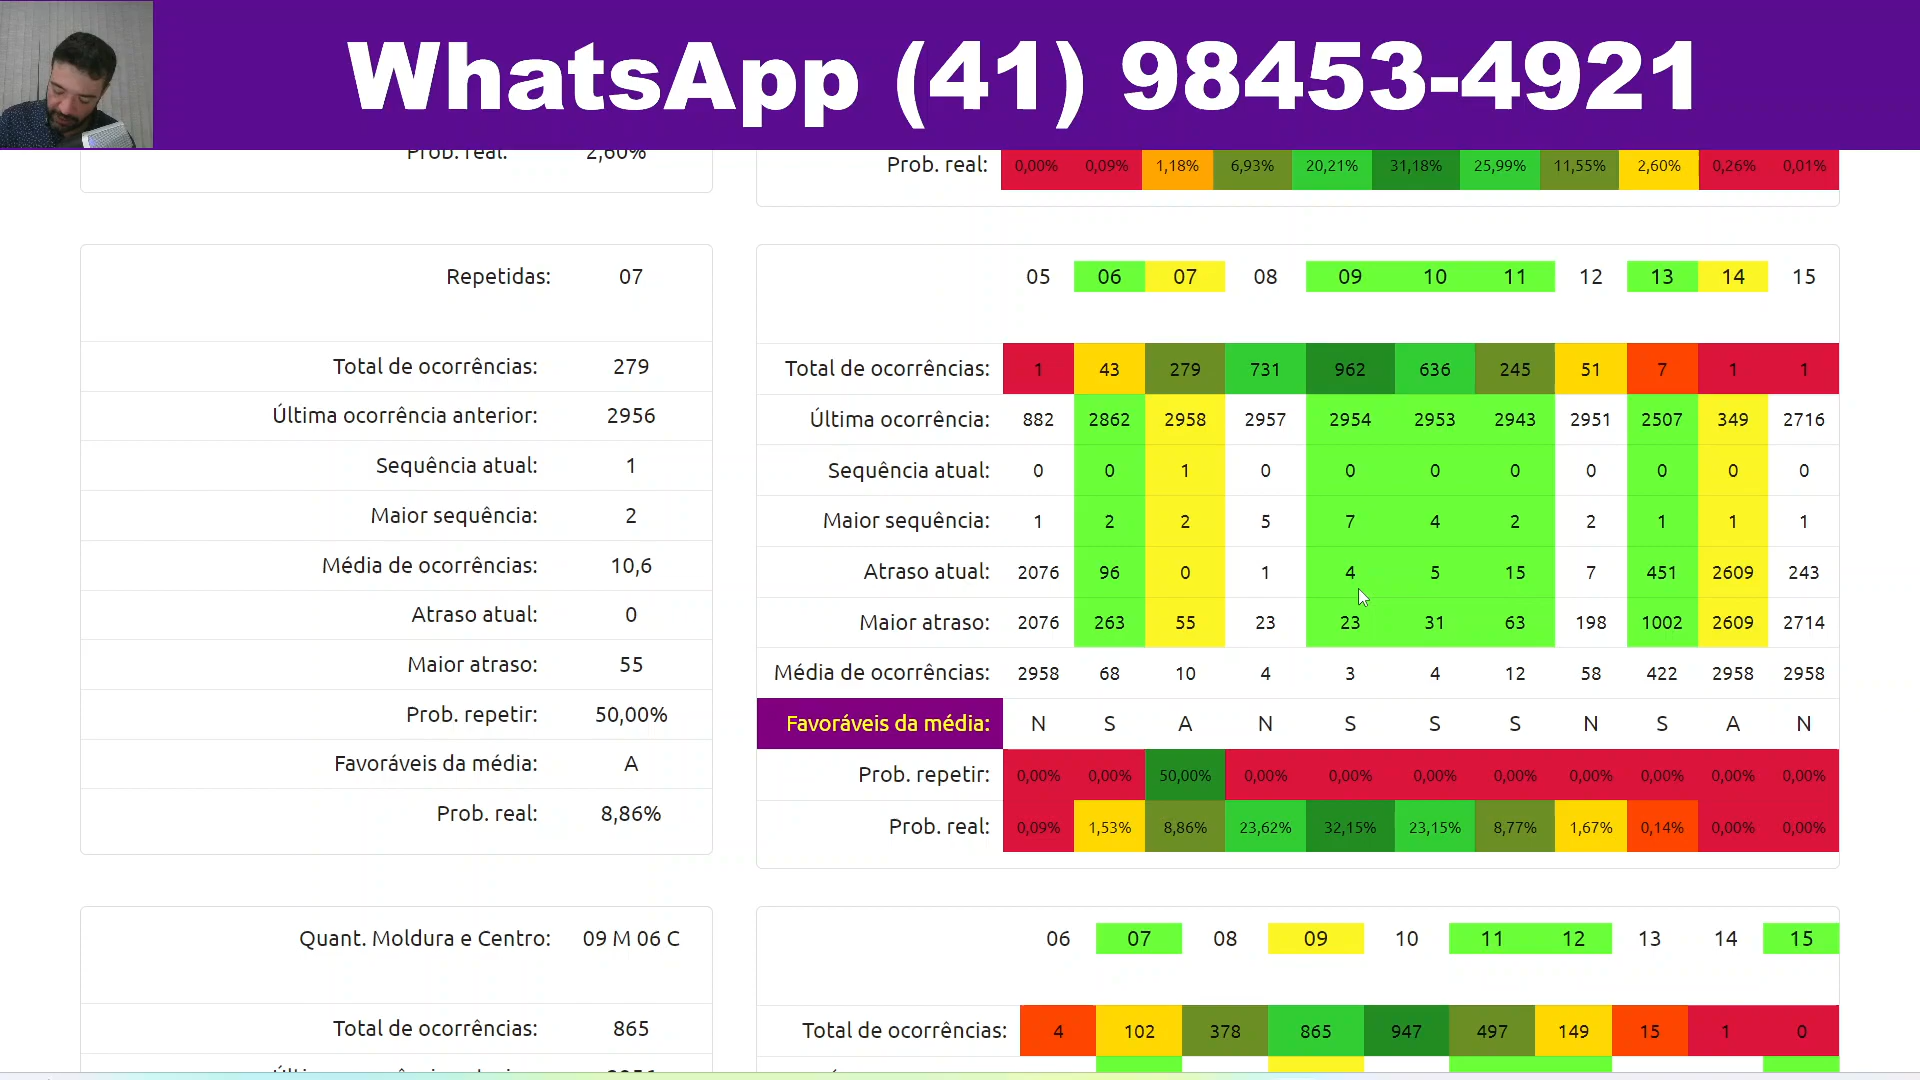 WhatsApp (41) 98453-4921
Prob. real: 2,60%
Prob. real: 0,00% 0,09% 1,18% 6,93% 20,21% 31,18% 25,99% 11,55% 2,60% 0,26% 0,01%
Repetidas: 07
Total de ocorrências: 279
Última ocorrência anterior: 2956
Sequência atual: 1
Maior sequência: 2
Média de ocorrências: 10,6
Atraso atual: 0
Maior atraso: 55
Prob. repetir: 50,00%
Favoráveis da média: A
Prob. real: 8,86%
05 06 07 08 09 10 11 12 13 14 15
Total de ocorrências: 1 43 279 731 962 636 245 51 7 1 1
Última ocorrência: 882 2862 2958 2957 2954 2953 2943 2951 2507 349 2716
Sequência atual: 0 0 1 0 0 0 0 0 0 0 0
Maior sequência: 1 2 2 5 7 4 2 2 1 1 1
Atraso atual: 2076 96 0 1 4 5 15 7 451 2609 243
Maior atraso: 2076 263 55 23 23 31 63 198 1002 2609 2714
Média de ocorrências: 2958 68 10 4 3 4 12 58 422 2958 2958
Favoráveis da média: N S A N S S S N S A N
Prob. repetir: 0,00% 0,00% 50,00% 0,00% 0,00% 0,00% 0,00% 0,00% 0,00% 0,00% 0,00%
Prob. real: 0,09% 1,53% 8,86% 23,62% 32,15% 23,15% 8,77% 1,67% 0,14% 0,00% 0,00%
Quant. Moldura e Centro: 09 M 06 C
Total de ocorrências: 865
06 07 08 09 10 11 12 13 14 15
Total de ocorrências: 4 102 378 865 947 497 149 15 1 0